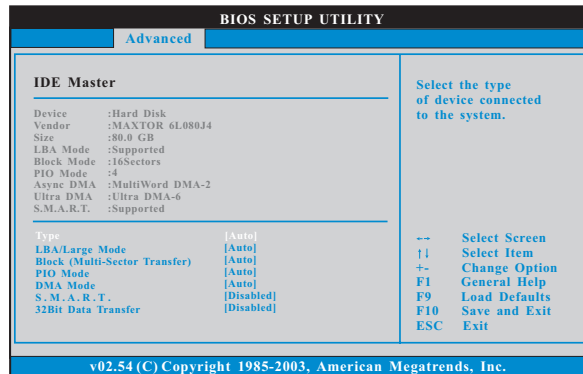 BIOS SETUP UTILITY
Advanced
IDE Master
Device :Hard Disk
Vendor :MAXTOR 6L080J4
Size :80.0 GB
LBA Mode :Supported
Block Mode :16Sectors
PIO Mode :4
Async DMA :MultiWord DMA-2
Ultra DMA :Ultra DMA-6
S.M.A.R.T. :Supported
Type [Auto]
LBA/Large Mode [Auto]
Block (Multi-Sector Transfer) [Auto]
PIO Mode [Auto]
DMA Mode [Auto]
S.M.A.R.T. [Disabled]
32Bit Data Transfer [Disabled]
Select the type
of device connected
to the system.
←→ Select Screen
↑↓ Select Item
+- Change Option
F1 General Help
F9 Load Defaults
F10 Save and Exit
ESC Exit
v02.54 (C) Copyright 1985-2003, American Megatrends, Inc.